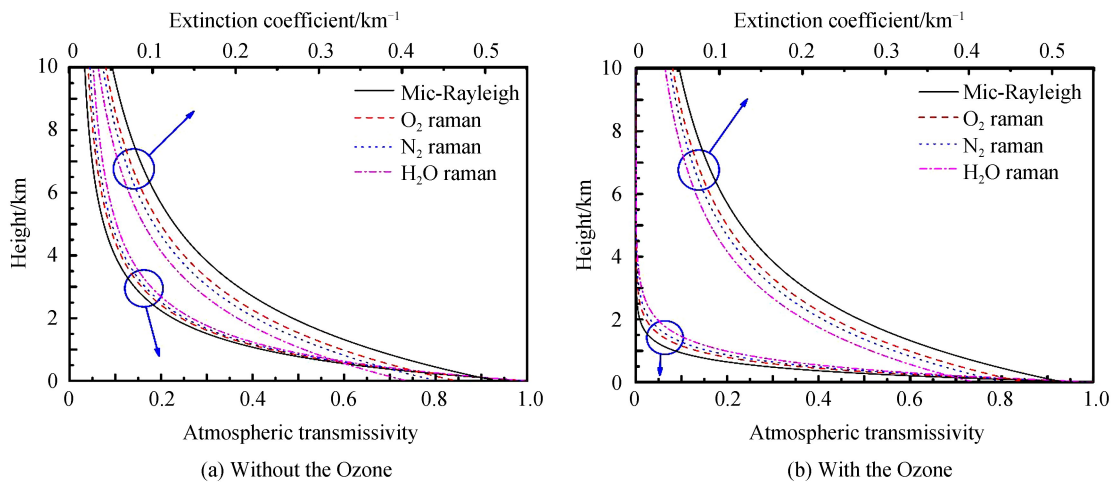 Extinction coefficient/km⁻¹
0 0.1 0.2 0.3 0.4 0.5
10
8
6
4
2
0
Height/km
Mic-Rayleigh
O₂ raman
N₂ raman
H₂O raman
0 0.2 0.4 0.6 0.8 1.0
Atmospheric transmissivity
(a) Without the Ozone
Extinction coefficient/km⁻¹
0 0.1 0.2 0.3 0.4 0.5
10
8
6
4
2
0
Height/km
Mic-Rayleigh
O₂ raman
N₂ raman
H₂O raman
0 0.2 0.4 0.6 0.8 1.0
Atmospheric transmissivity
(b) With the Ozone